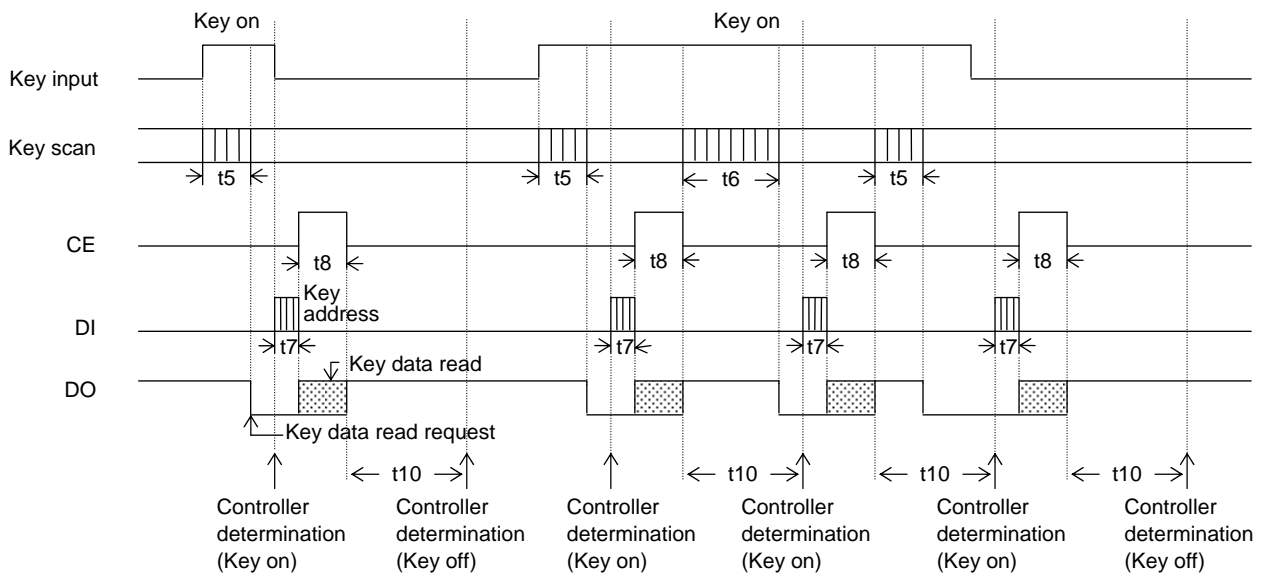 Key on
Key on
Key input
Key scan
t5
t5
t6
t5
CE
t8
t8
t8
t8
Key
address
DI
t7
t7
t7
t7
Key data read
DO
Key data read request
t10
t10
t10
t10
Controller
determination
(Key on)
Controller
determination
(Key off)
Controller
determination
(Key on)
Controller
determination
(Key on)
Controller
determination
(Key on)
Controller
determination
(Key off)